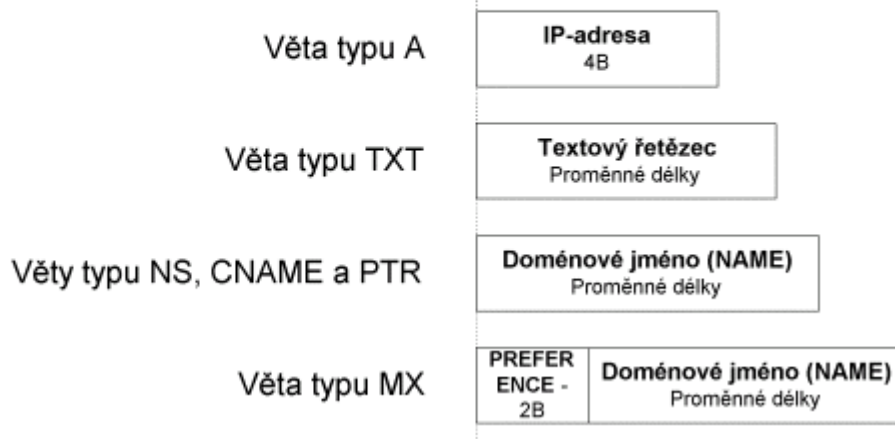 Věta typu A
IP-adresa
4B
Věta typu TXT
Textový řetězec
Proměnné délky
Věty typu NS, CNAME a PTR
Doménové jméno (NAME)
Proměnné délky
Věta typu MX
PREFER
ENCE -
2B
Doménové jméno (NAME)
Proměnné délky